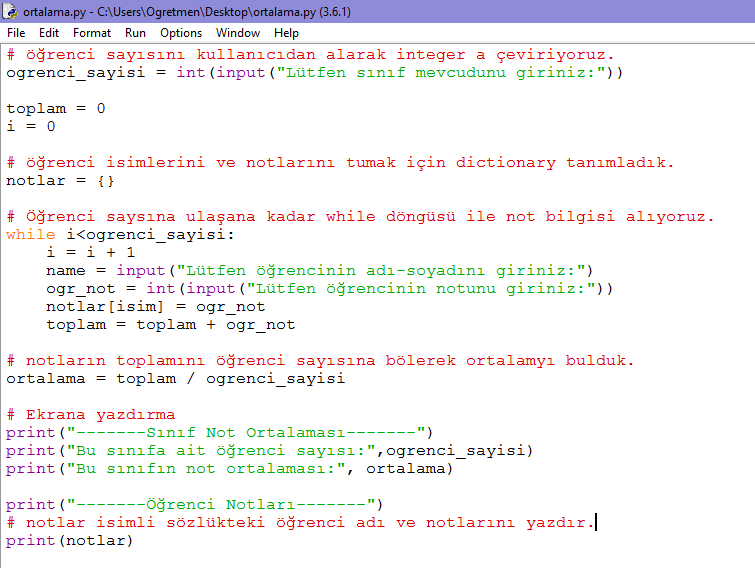 ortalama.py - C:\Users\Ogretmen\Desktop\ortalama.py (3.6.1)
File Edit Format Run Options Window Help
# öğrenci sayısını kullanıcıdan alarak integer a çeviriyoruz.
ogrenci_sayisi = int(input("Lütfen sınıf mevcudunu giriniz:"))
toplam = 0
i = 0
# öğrenci isimlerini ve notlarını tumak için dictionary tanımladık.
notlar = {}
# Öğrenci saysına ulaşana kadar while döngüsü ile not bilgisi alıyoruz.
while i<ogrenci_sayisi:
    i = i + 1
    name = input("Lütfen öğrencinin adı-soyadını giriniz:")
    ogr_not = int(input("Lütfen öğrencinin notunu giriniz:"))
    notlar[isim] = ogr_not
    toplam = toplam + ogr_not
# notların toplamını öğrenci sayısına bölerek ortalamyı bulduk.
ortalama = toplam / ogrenci_sayisi
# Ekrana yazdırma
print("-------Sınıf Not Ortalaması-------")
print("Bu sınıfa ait öğrenci sayısı:",ogrenci_sayisi)
print("Bu sınıfın not ortalaması:", ortalama)
print("-------Öğrenci Notları-------")
# notlar isimli sözlükteki öğrenci adı ve notlarını yazdır.
print(notlar)